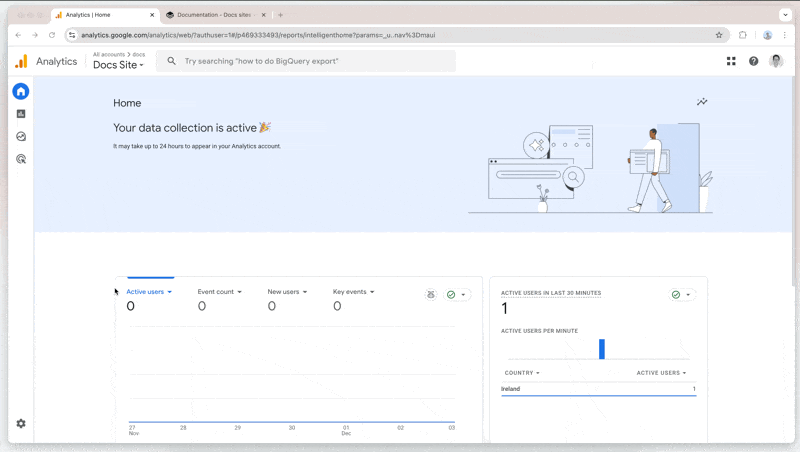 Analytics | Home
Documentation - Docs sites
analytics.google.com/analytics/web/?authuser=1#/p469333493/reports/intelligenthome?params=_u..nav%3Dmaui
Analytics
All accounts > docs
Docs Site
Try searching "how to do BigQuery export"
Home
Your data collection is active 🎉
It may take up to 24 hours to appear in your Analytics account.
Active users
Event count
New users
Key events
0
0
0
0
27
Nov
28
29
30
01
Dec
02
03
ACTIVE USERS IN LAST 30 MINUTES
1
ACTIVE USERS PER MINUTE
COUNTRY
ACTIVE USERS
Ireland
1